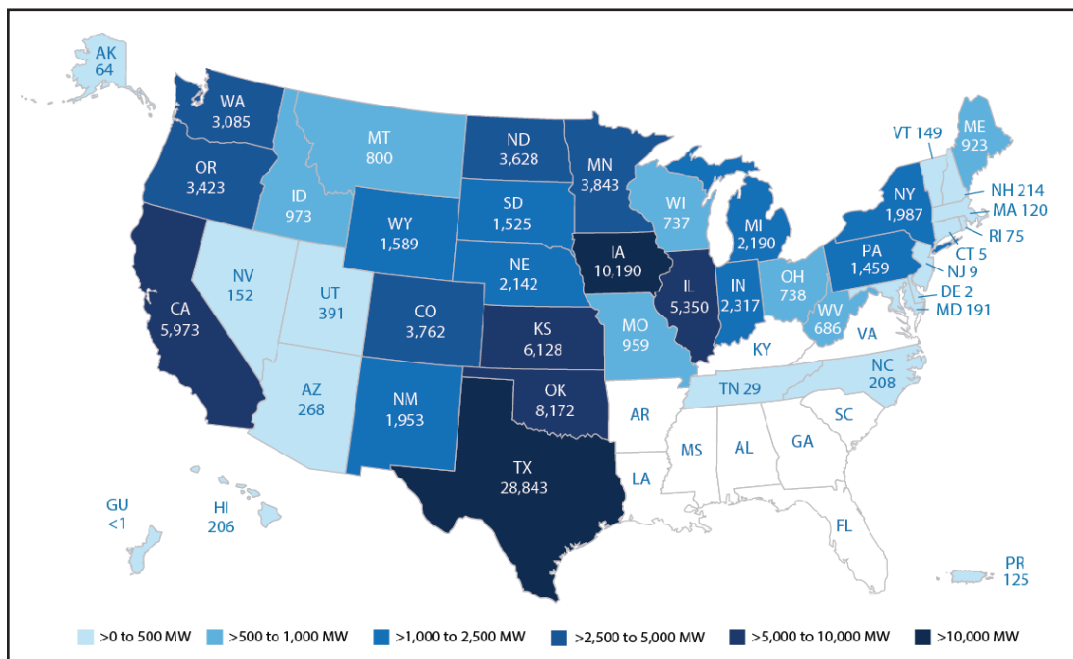 AK
64
WA
3,085
MT
800
ND
3,628
MN
3,843
VT 149
ME
923
OR
3,423
ID
973
SD
1,525
WI
737
NY
1,987
NH 214
MA 120
RI 75
WY
1,589
MI
2,190
CT 5
NJ 9
NE
2,142
IA
10,190
PA
1,459
NV
152
UT
391
IL
5,350
IN
2,317
OH
738
DE 2
MD 191
CA
5,973
CO
3,762
KS
6,128
MO
959
WV
686
VA
KY
AZ
268
NM
1,953
OK
8,172
TN 29
NC
208
AR
SC
MS
AL
GA
TX
28,843
LA
GU
<1
HI
206
FL
PR
125
>0 to 500 MW
>500 to 1,000 MW
>1,000 to 2,500 MW
>2,500 to 5,000 MW
>5,000 to 10,000 MW
>10,000 MW